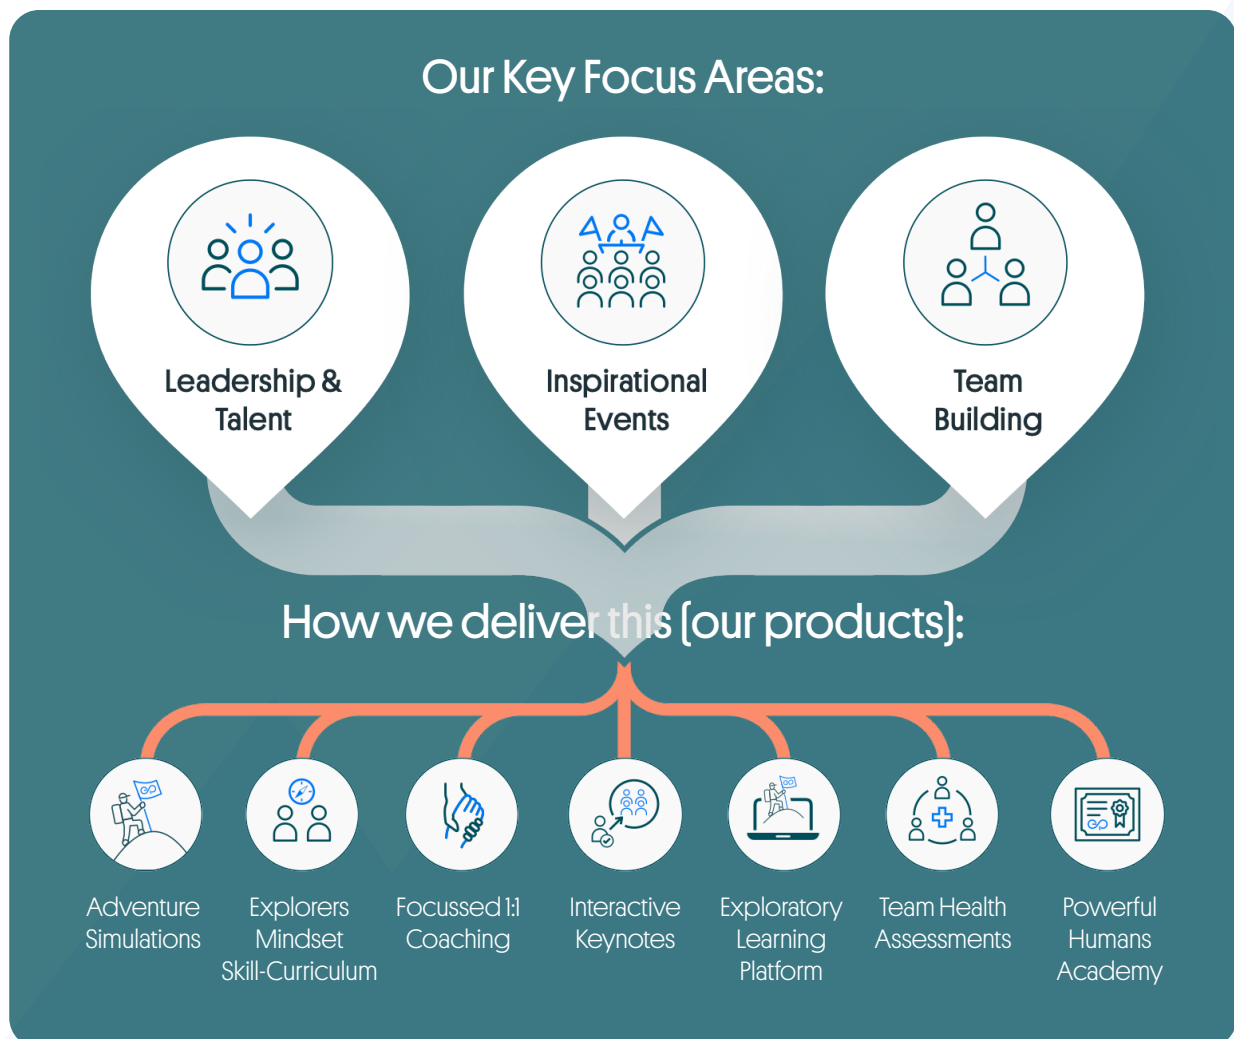 Our Key Focus Areas:
Leadership &
Talent
Inspirational
Events
Team
Building
How we deliver this (our products):
Adventure
Simulations
Explorers
Mindset
Skill-Curriculum
Focussed 1:1
Coaching
Interactive
Keynotes
Exploratory
Learning
Platform
Team Health
Assessments
Powerful
Humans
Academy